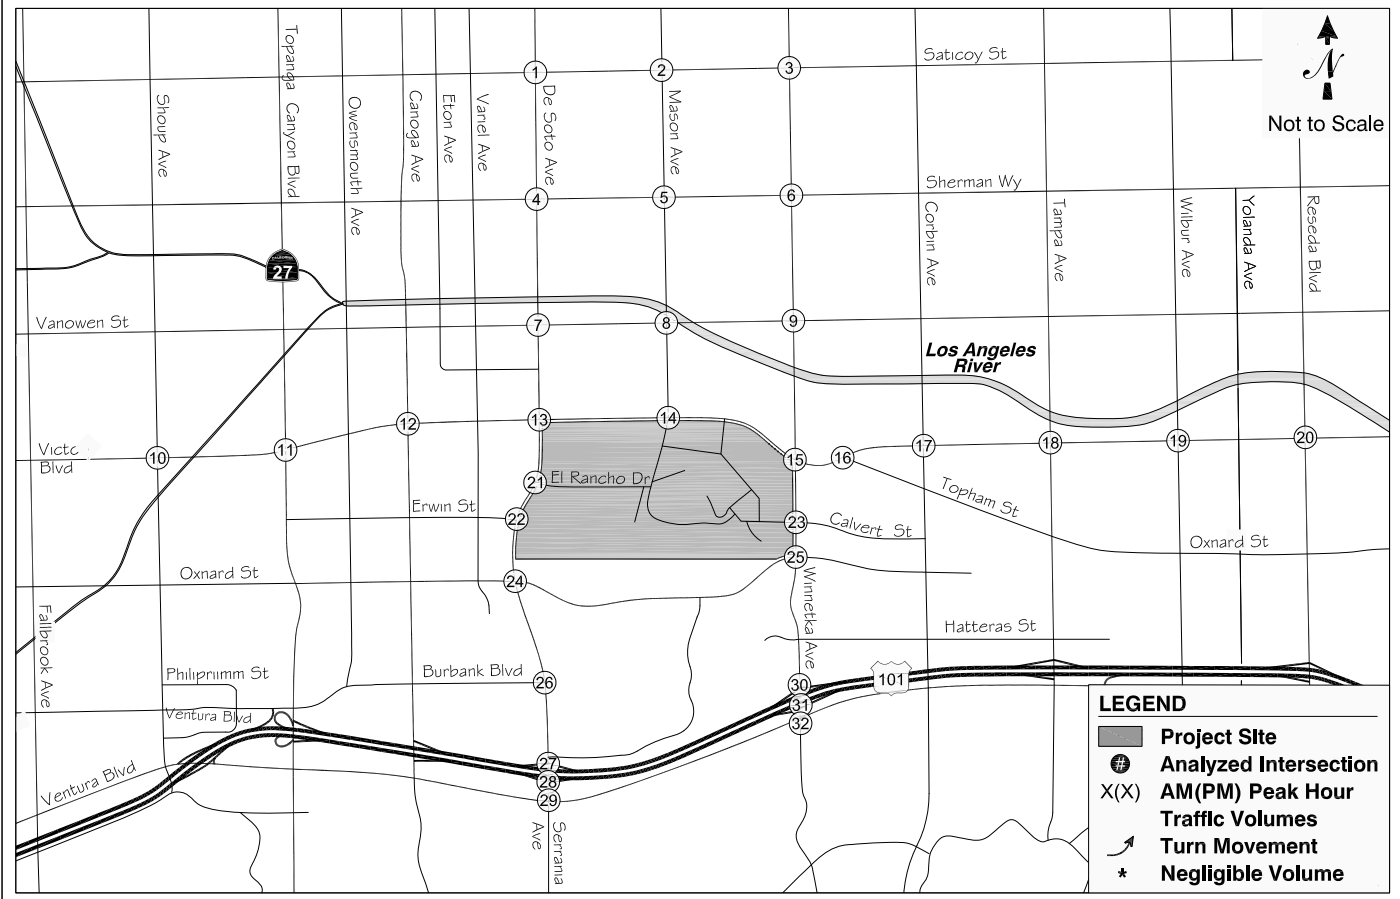 Saticoy St
1
2
3
N
Not to Scale
Topanga Canyon Blvd
Shoup Ave
Owensmouth Ave
Canoga Ave
Eton Ave
Variel Ave
De Soto Ave
Mason Ave
Sherman Wy
4
5
6
Corbin Ave
Tampa Ave
Wilbur Ave
Yolanda Ave
Reseda Blvd
27
Vanowen St
7
8
9
Los Angeles
River
Blvd
10
11
12
13
14
15
16
17
18
19
20
21
El Rancho Dr
Topham St
Erwin St
22
23
Calvert St
Oxnard St
Oxnard St
24
25
Fallbrook Ave
Winnetka Ave
Hatteras St
Philiprimm St
Burbank Blvd
26
30
31
32
101
Ventura Blvd
Ventura Blvd
27
28
29
Serrania
Ave
LEGEND
Project Site
# Analyzed Intersection
X(X) AM(PM) Peak Hour
Traffic Volumes
Turn Movement
* Negligible Volume